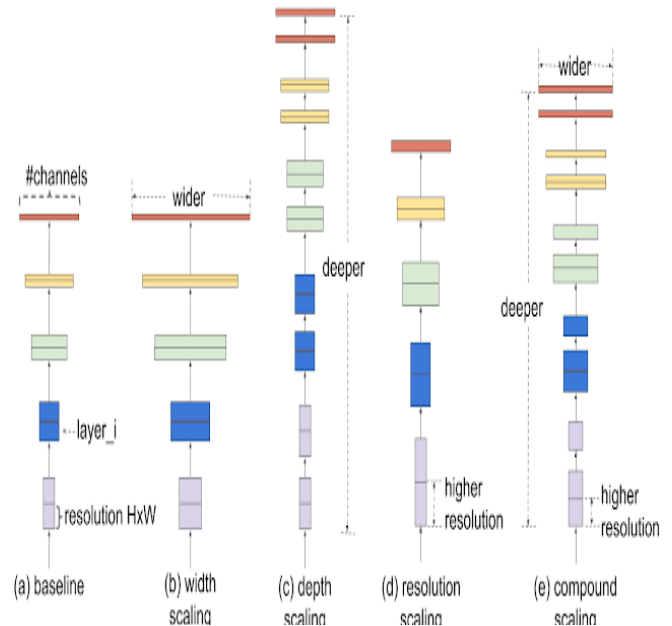 wider
#channels
wider
deeper
deeper
layer_i
higher
resolution
higher
resolution
resolution HxW
(a) baseline
(b) width
scaling
(c) depth
scaling
(d) resolution
scaling
(e) compound
scaling